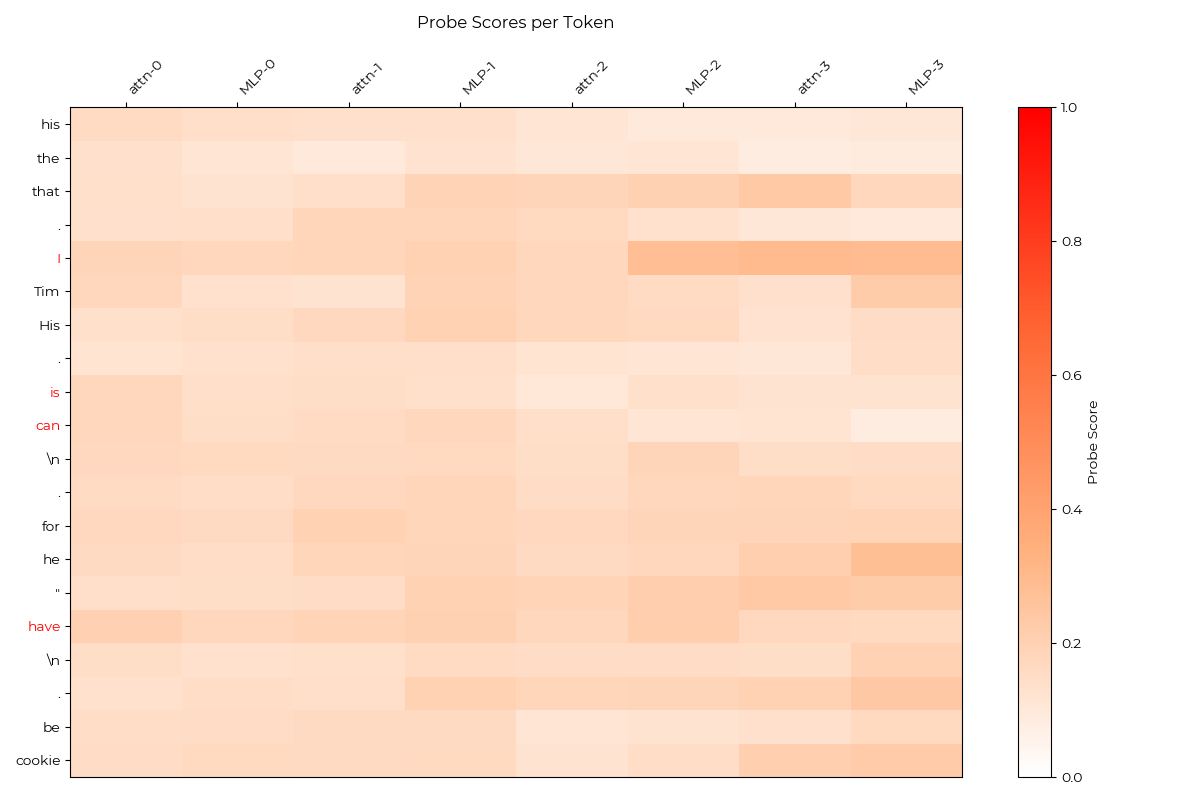 Probe Scores per Token
attn-0 MLP-0 attn-1 MLP-1 attn-2 MLP-2 attn-3 MLP-3
his
the
that
.
I
Tim
His
.
is
can
\n
.
for
he
"
have
\n
.
be
cookie
1.0
0.8
0.6
0.4
0.2
0.0
Probe Score